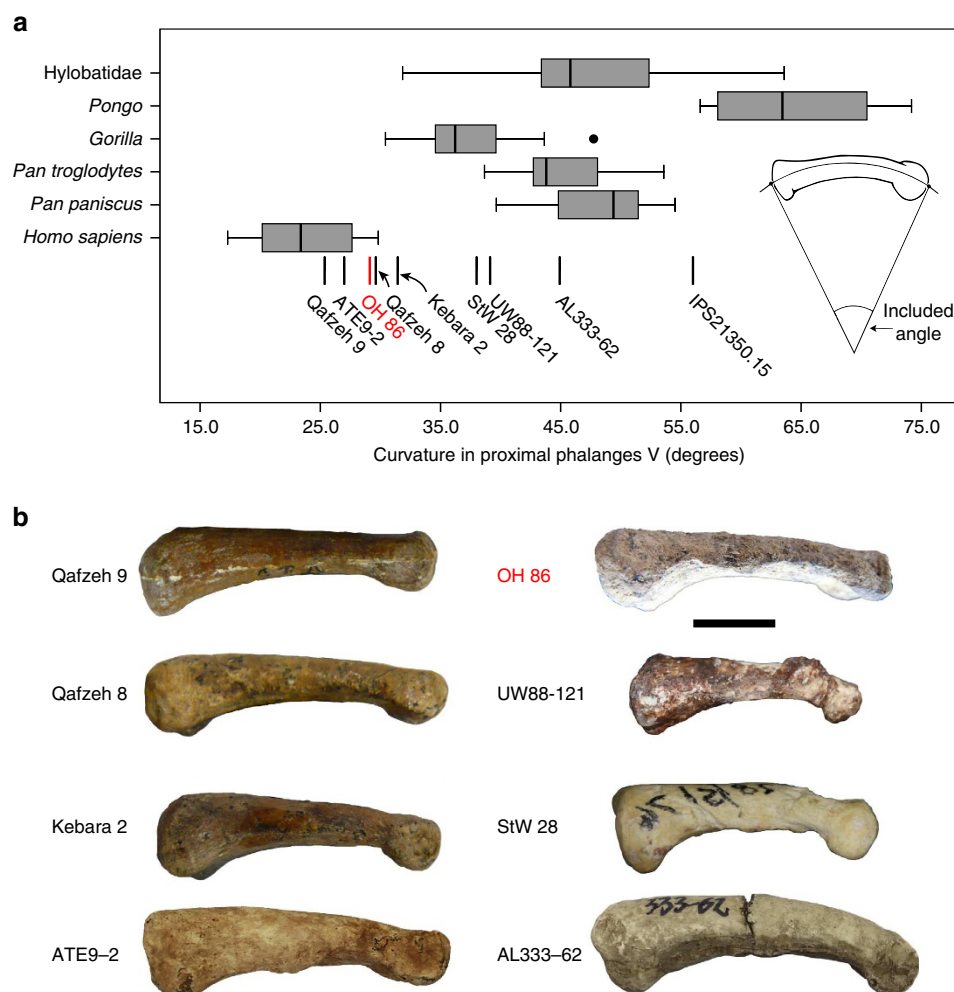 a
Hylobatidae
Pongo
Gorilla
Pan troglodytes
Pan paniscus
Homo sapiens
Qafzeh 9
ATE9-2
OH 86
Qafzeh 8
Kebara 2
StW 28
UW88-121
AL333-62
IPS21350.15
Included
angle
15.0 25.0 35.0 45.0 55.0 65.0 75.0
Curvature in proximal phalanges V (degrees)
b
Qafzeh 9
OH 86
Qafzeh 8
UW88-121
Kebara 2
StW 28
ATE9–2
AL333–62
333-62